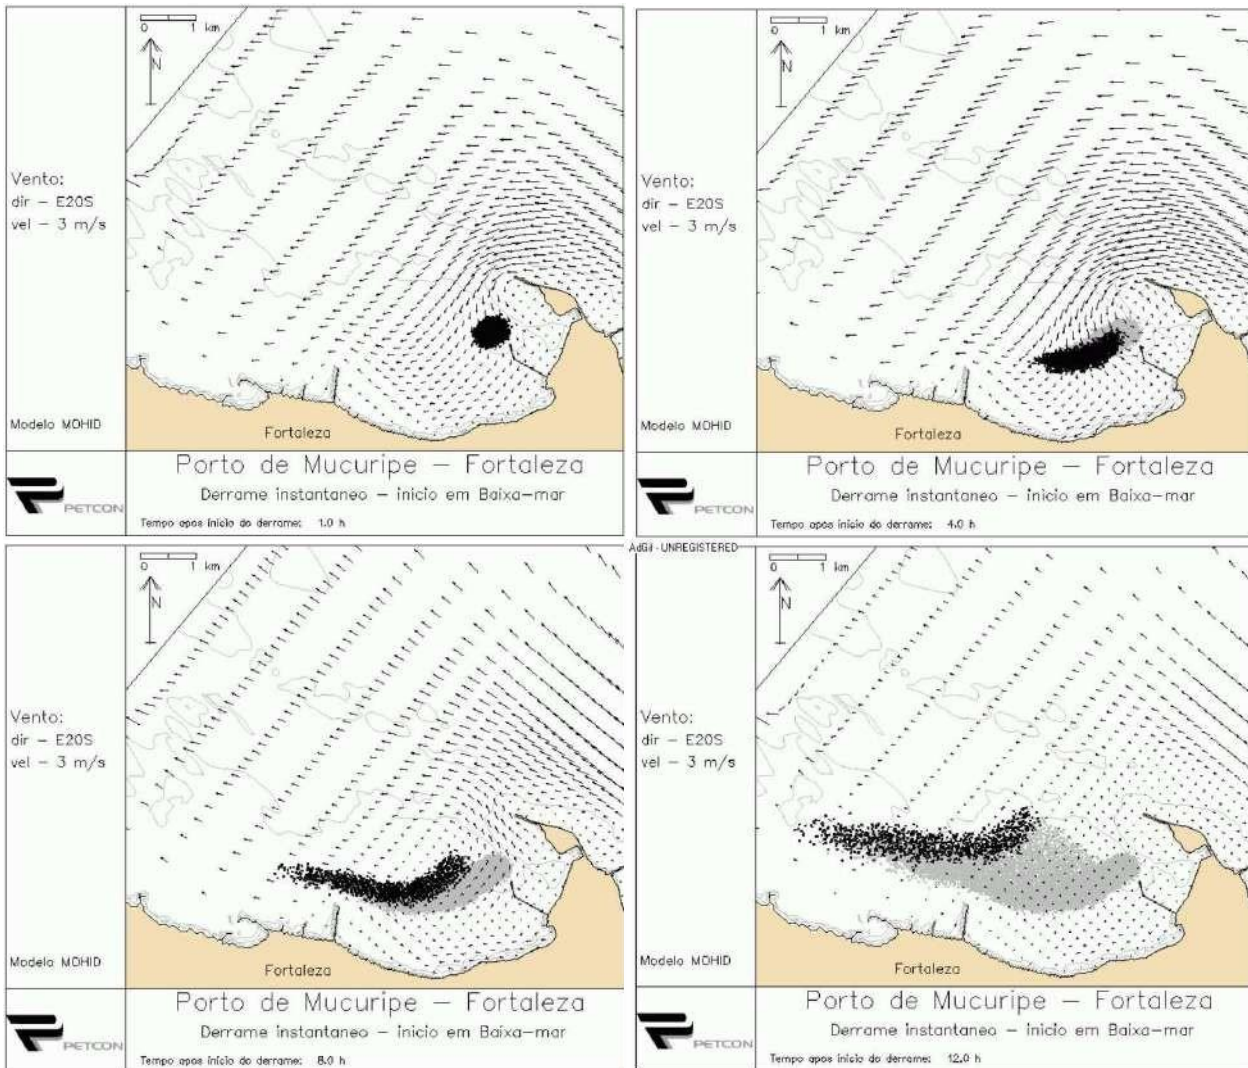 0 1 km
N
Vento:
dir - E20S
vel - 3 m/s
Modelo MOHID
Fortaleza
PETCON
Porto de Mucuripe - Fortaleza
Derrame instantaneo - inicio em Baixa-mar
Tempo apos inicio do derrame: 1.0 h
0 1 km
N
Vento:
dir - E20S
vel - 3 m/s
Modelo MOHID
Fortaleza
PETCON
Porto de Mucuripe - Fortaleza
Derrame instantaneo - inicio em Baixa-mar
Tempo apos inicio do derrame: 4.0 h
0 1 km
N
Vento:
dir - E20S
vel - 3 m/s
Modelo MOHID
Fortaleza
PETCON
Porto de Mucuripe - Fortaleza
Derrame instantaneo - inicio em Baixa-mar
Tempo apos inicio do derrame: 8.0 h
UNREGISTERED
0 1 km
N
Vento:
dir - E20S
vel - 3 m/s
Modelo MOHID
Fortaleza
PETCON
Porto de Mucuripe - Fortaleza
Derrame instantaneo - inicio em Baixa-mar
Tempo apos inicio do derrame: 12.0 h